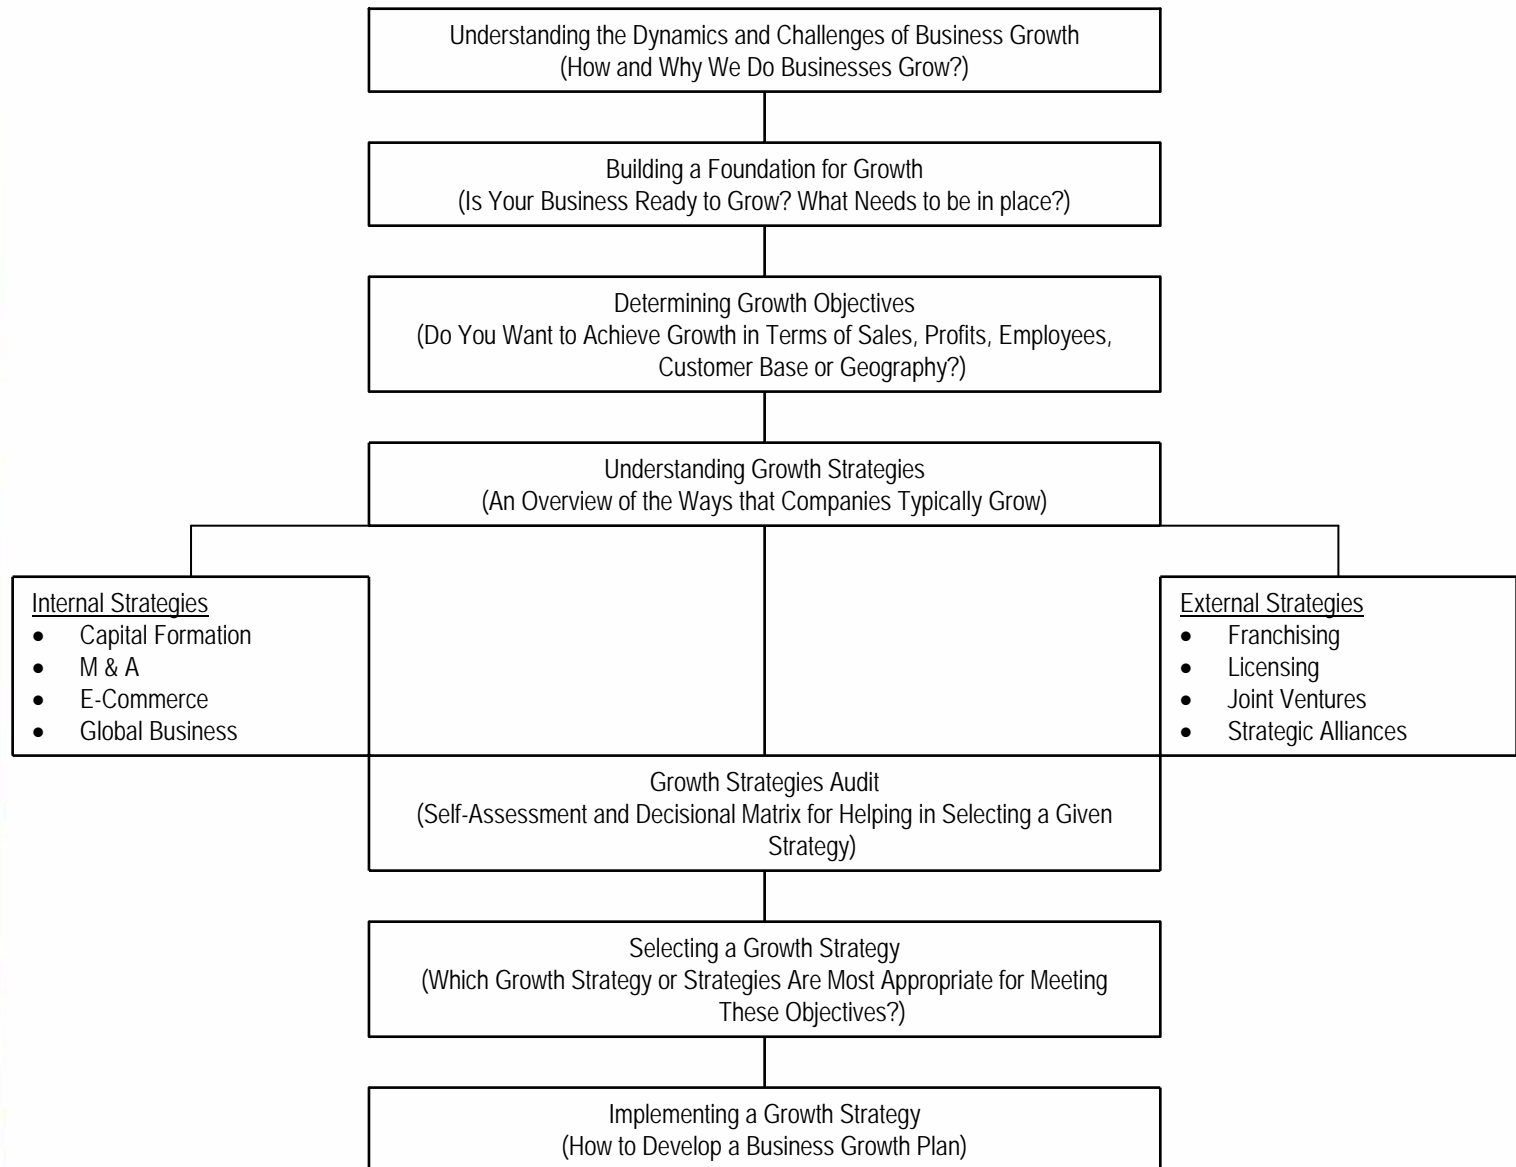 Understanding the Dynamics and Challenges of Business Growth
(How and Why We Do Businesses Grow?)
Building a Foundation for Growth
(Is Your Business Ready to Grow? What Needs to be in place?)
Determining Growth Objectives
(Do You Want to Achieve Growth in Terms of Sales, Profits, Employees,
Customer Base or Geography?)
Understanding Growth Strategies
(An Overview of the Ways that Companies Typically Grow)
Internal Strategies
• Capital Formation
• M & A
• E-Commerce
• Global Business
External Strategies
• Franchising
• Licensing
• Joint Ventures
• Strategic Alliances
Growth Strategies Audit
(Self-Assessment and Decisional Matrix for Helping in Selecting a Given
Strategy)
Selecting a Growth Strategy
(Which Growth Strategy or Strategies Are Most Appropriate for Meeting
These Objectives?)
Implementing a Growth Strategy
(How to Develop a Business Growth Plan)